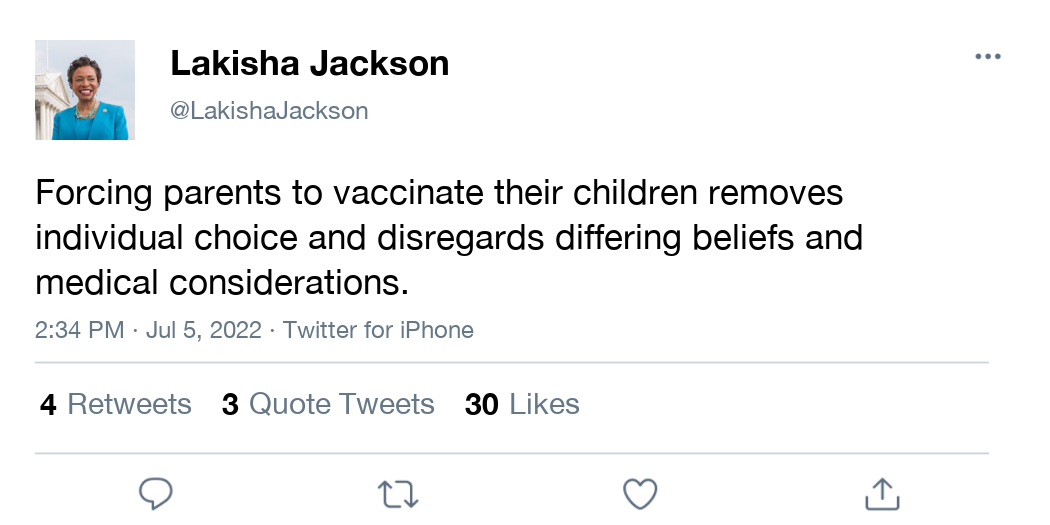 Lakisha Jackson
@LakishaJackson
Forcing parents to vaccinate their children removes
individual choice and disregards differing beliefs and
medical considerations.
2:34 PM · Jul 5, 2022 · Twitter for iPhone
4 Retweets 3 Quote Tweets 30 Likes